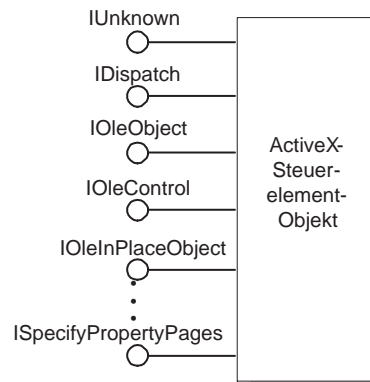 IUnknown
IDispatch
IOleObject
IOleControl
IOleInPlaceObject
ISpecifyPropertyPages
ActiveX-
Steuer-
element-
Objekt